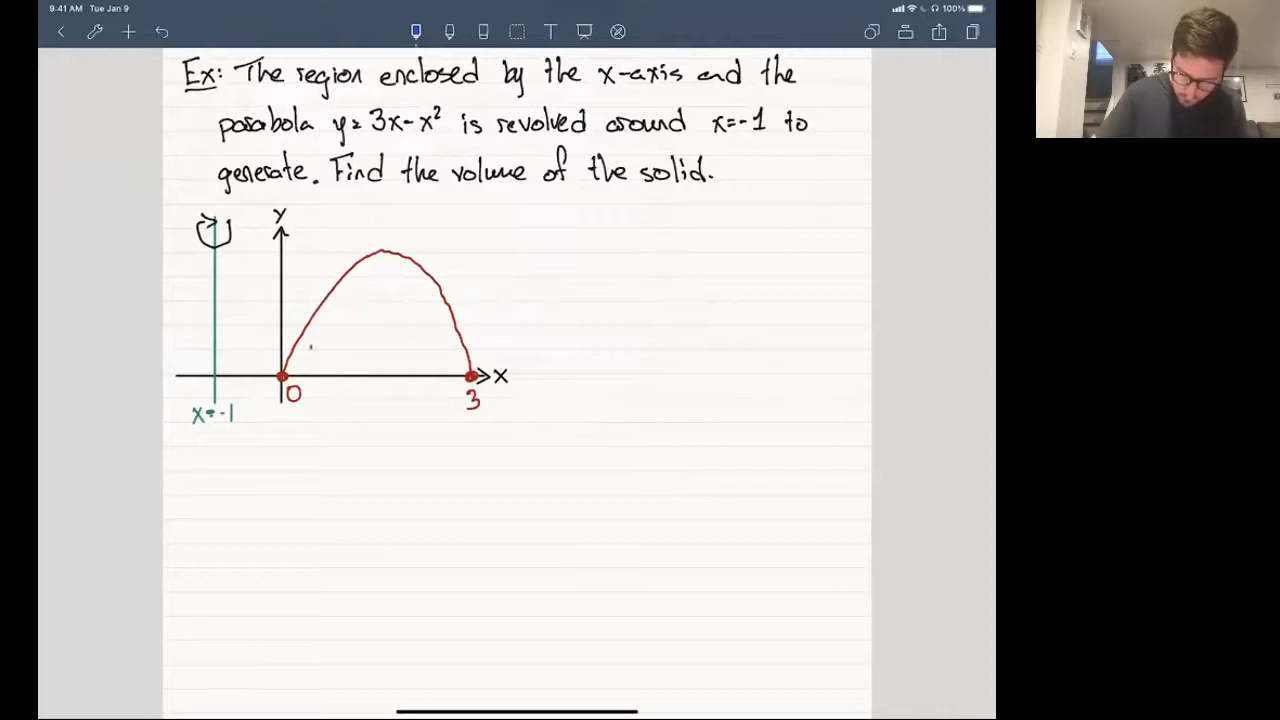 9:41 AM Tue Jan 9
100%
Ex: The region enclosed by the x-axis and the
parabola y = 3x - x² is revolved around x=-1 to
generate. Find the volume of the solid.
y
x
0
3
x=-1